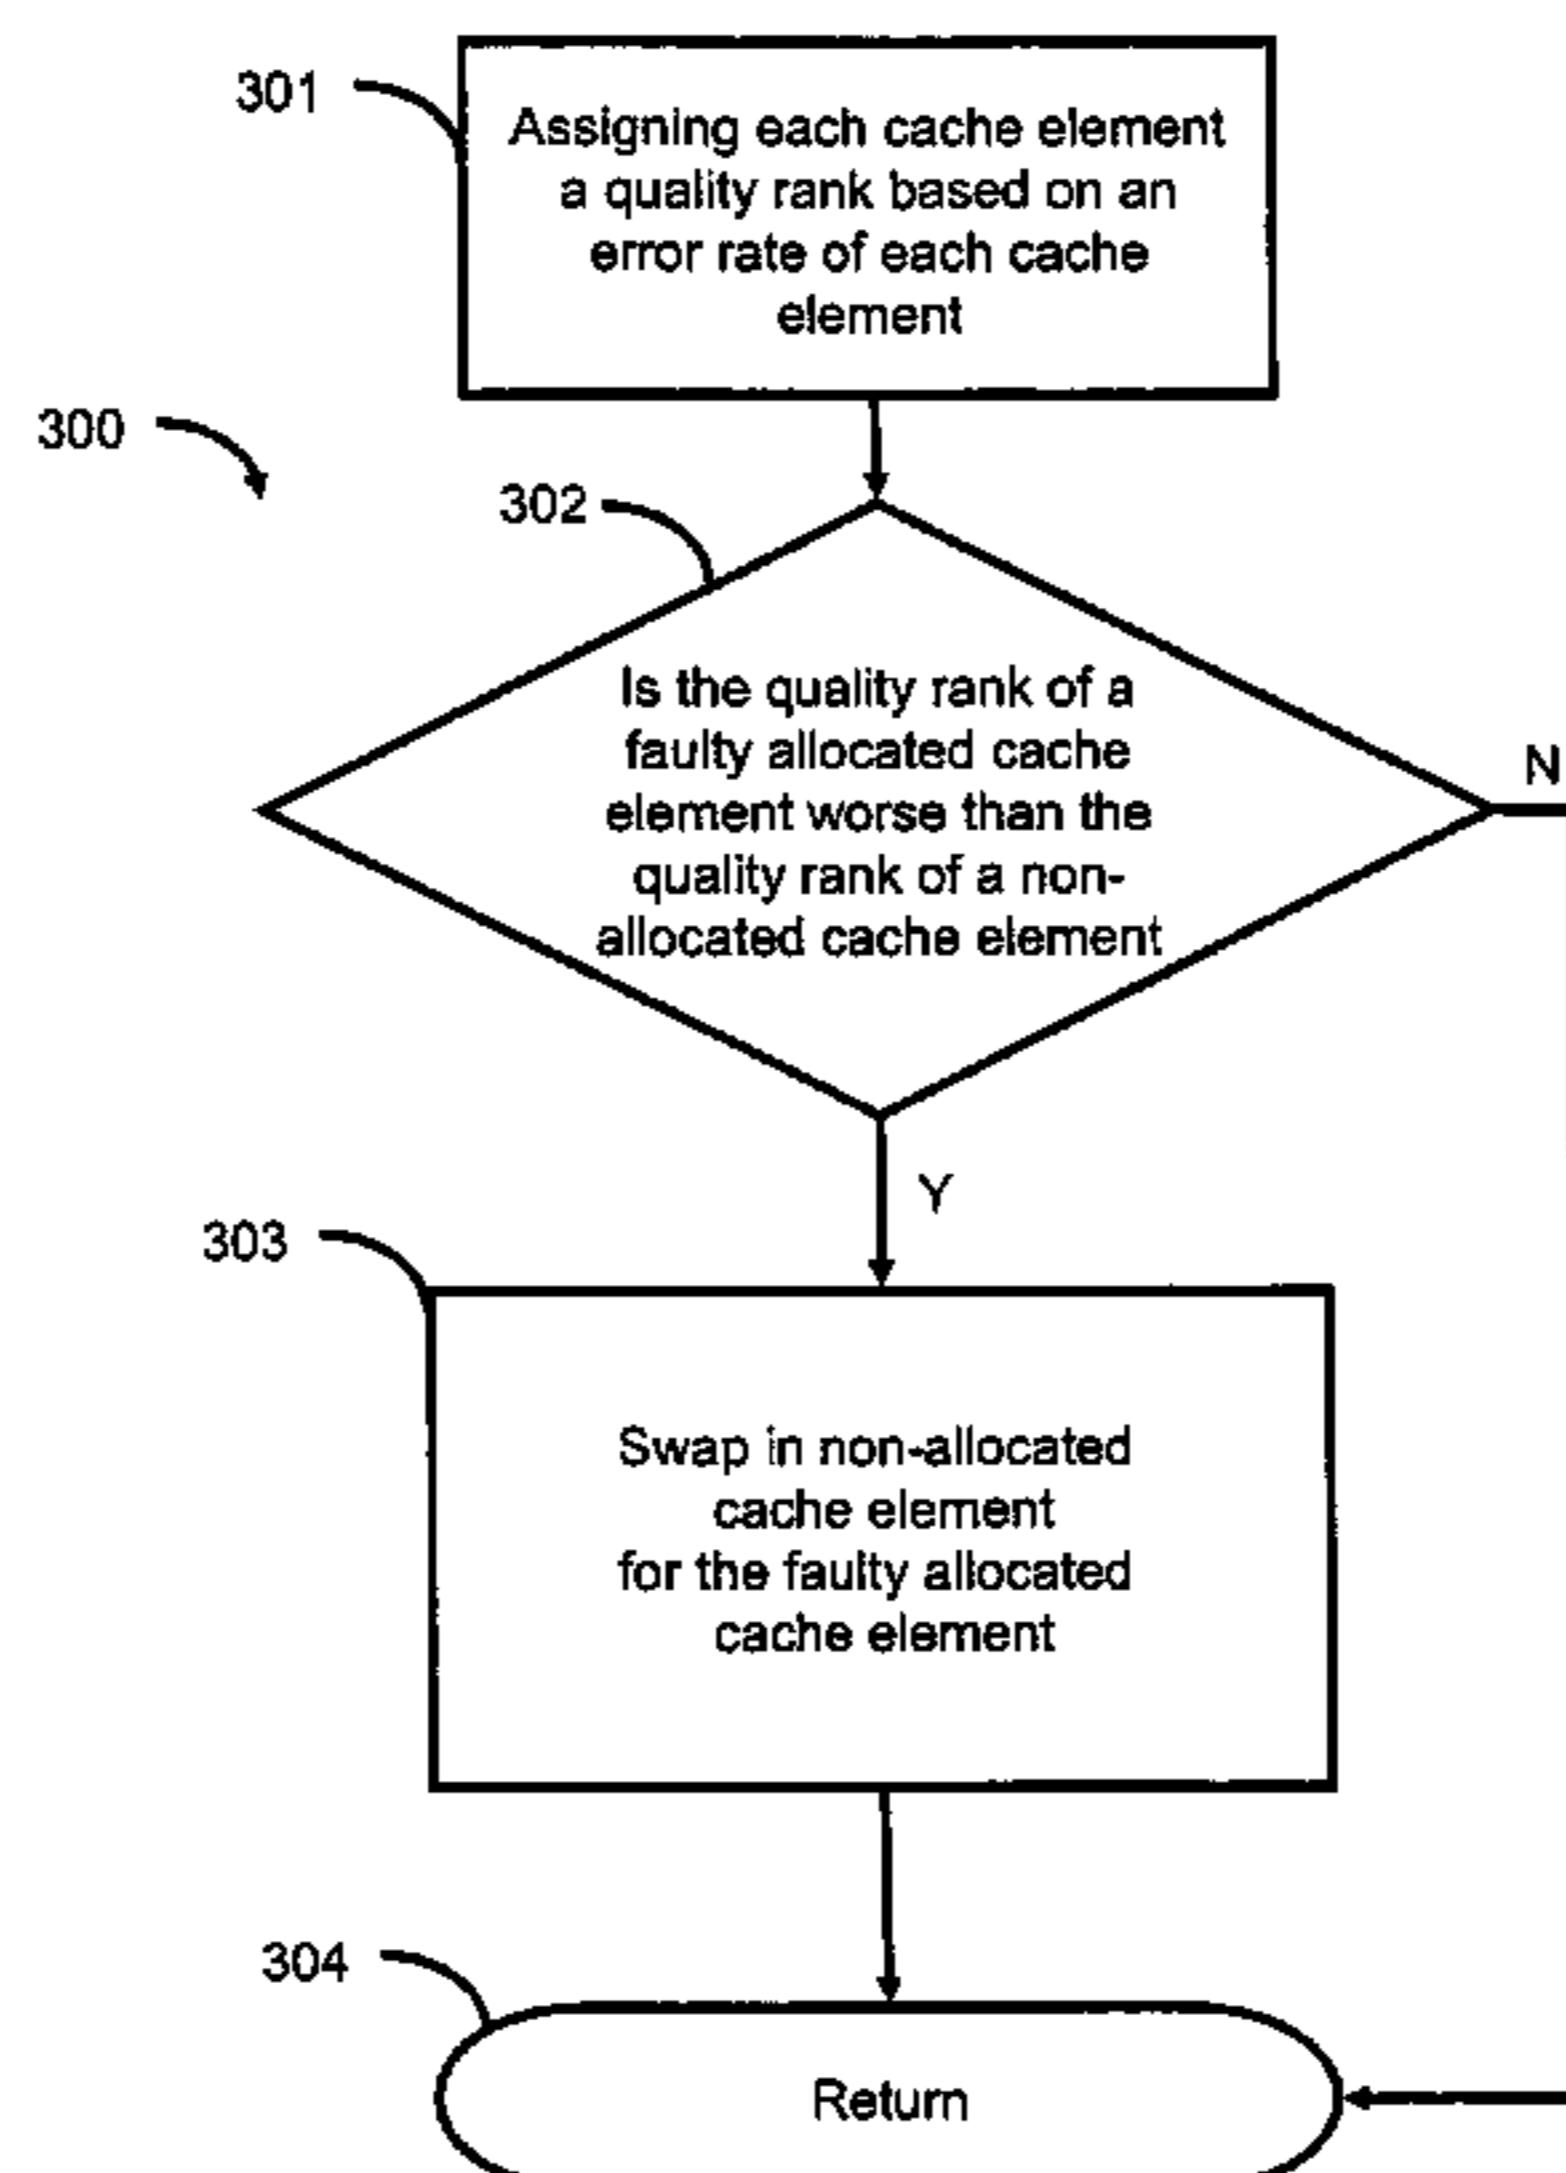 301
Assigning each cache element
a quality rank based on an
error rate of each cache
element
300
302
Is the quality rank of a
faulty allocated cache
element worse than the
quality rank of a non-
allocated cache element
N
Y
303
Swap in non-allocated
cache element
for the faulty allocated
cache element
304
Return